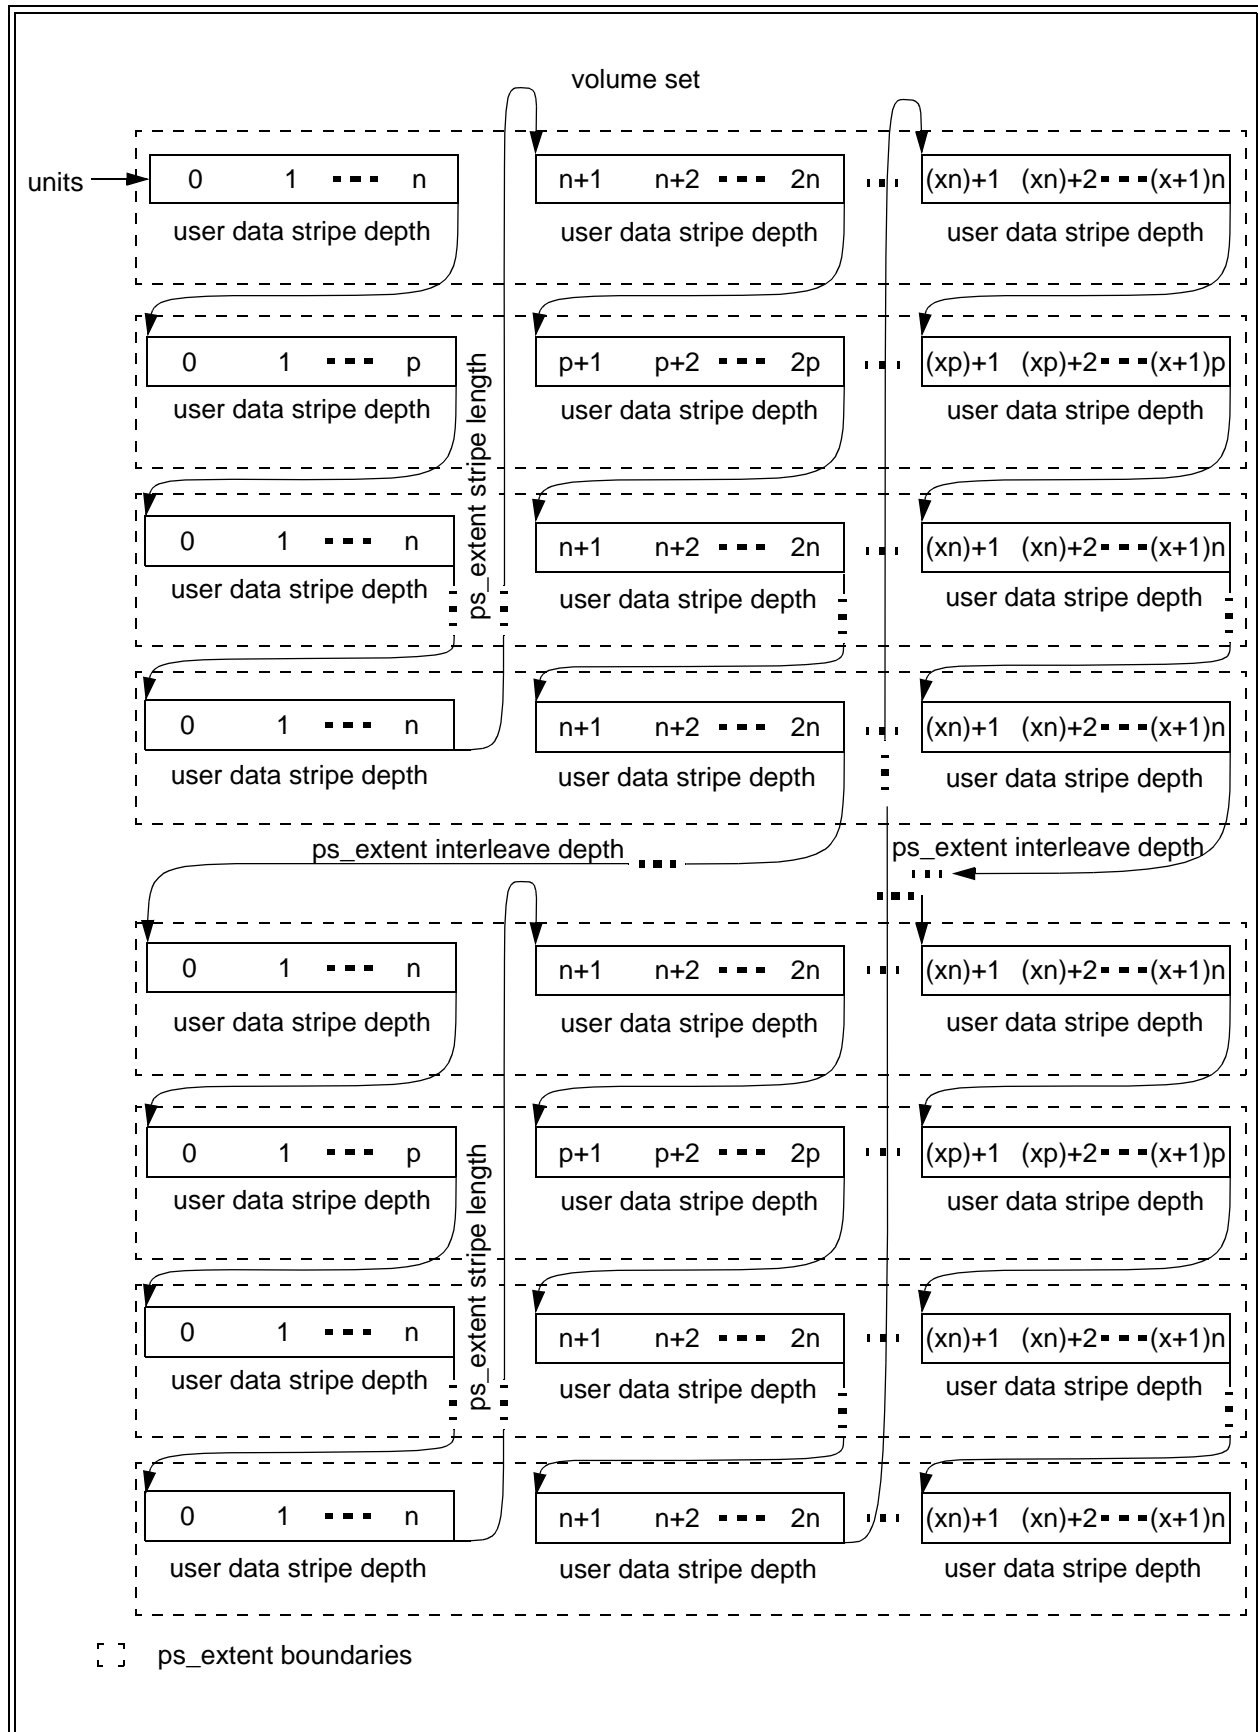 volume set
units
0 1 n n+1 n+2 2n (xn)+1 (xn)+2 (x+1)n
user data stripe depth user data stripe depth user data stripe depth
0 1 p p+1 p+2 2p (xp)+1 (xp)+2 (x+1)p
user data stripe depth user data stripe depth user data stripe depth
ps_extent stripe length
0 1 n n+1 n+2 2n (xn)+1 (xn)+2 (x+1)n
user data stripe depth user data stripe depth user data stripe depth
0 1 n n+1 n+2 2n (xn)+1 (xn)+2 (x+1)n
user data stripe depth user data stripe depth user data stripe depth
ps_extent interleave depth ps_extent interleave depth
0 1 n n+1 n+2 2n (xn)+1 (xn)+2 (x+1)n
user data stripe depth user data stripe depth user data stripe depth
0 1 p p+1 p+2 2p (xp)+1 (xp)+2 (x+1)p
user data stripe depth user data stripe depth user data stripe depth
ps_extent stripe length
0 1 n n+1 n+2 2n (xn)+1 (xn)+2 (x+1)n
user data stripe depth user data stripe depth user data stripe depth
0 1 n n+1 n+2 2n (xn)+1 (xn)+2 (x+1)n
user data stripe depth user data stripe depth user data stripe depth
ps_extent boundaries